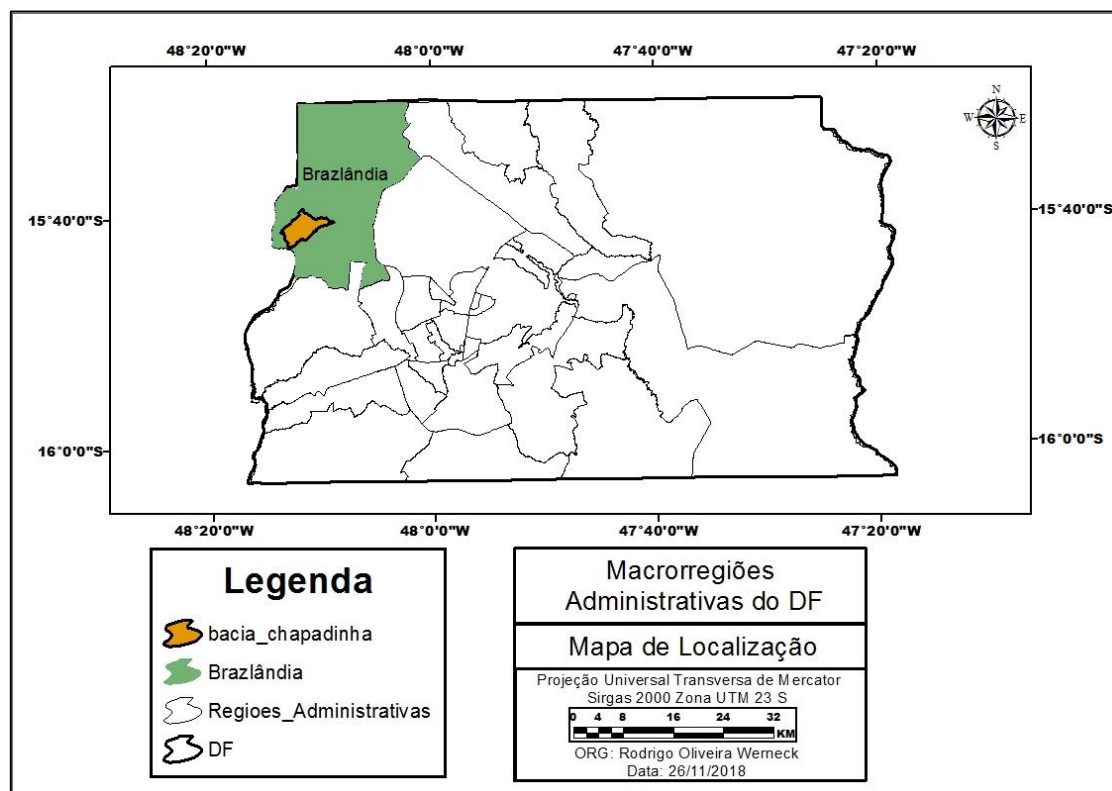 48°20'0"W 48°0'0"W 47°40'0"W 47°20'0"W
N
W E
S
Brazlândia
15°40'0"S 15°40'0"S
16°0'0"S 16°0'0"S
48°20'0"W 48°0'0"W 47°40'0"W 47°20'0"W
Legenda
bacia_chapadinha
Brazlândia
Regioes_Administrativas
DF
Macrorregiões
Administrativas do DF
Mapa de Localização
Projeção Universal Transversa de Mercator
Sirgas 2000 Zona UTM 23 S
0 4 8 16 24 32
KM
ORG: Rodrigo Oliveira Werneck
Data: 26/11/2018